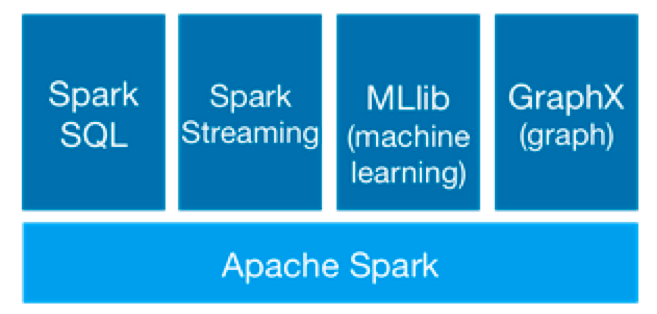 Spark
SQL
Spark
Streaming
MLlib
(machine
learning)
GraphX
(graph)
Apache Spark